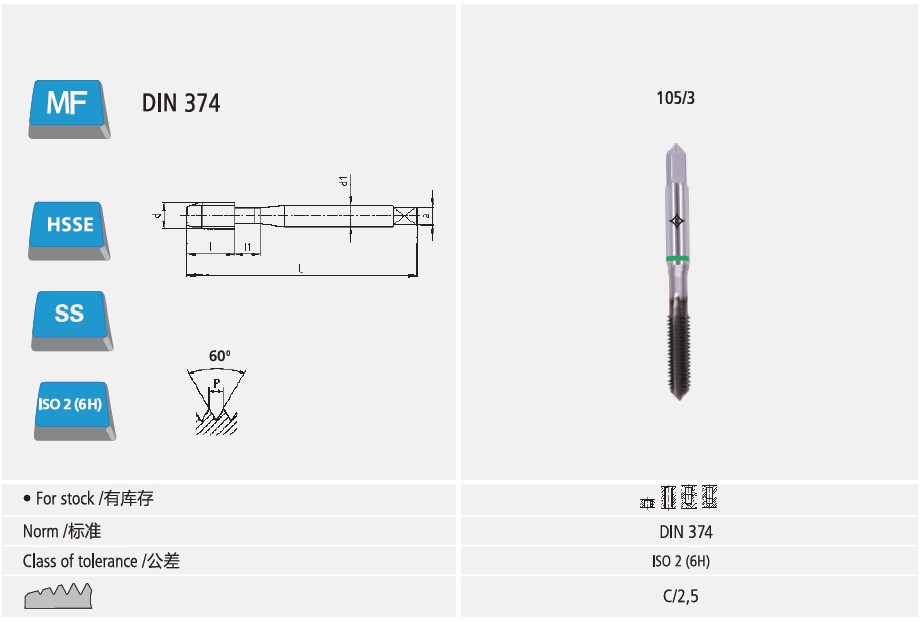 MF
DIN 374
105/3
HSSE
SS
ISO 2 (6H)
d
d1
a
l
l1
L
60°
P
• For stock /有库存
Norm /标准
DIN 374
Class of tolerance /公差
ISO 2 (6H)
C/2,5